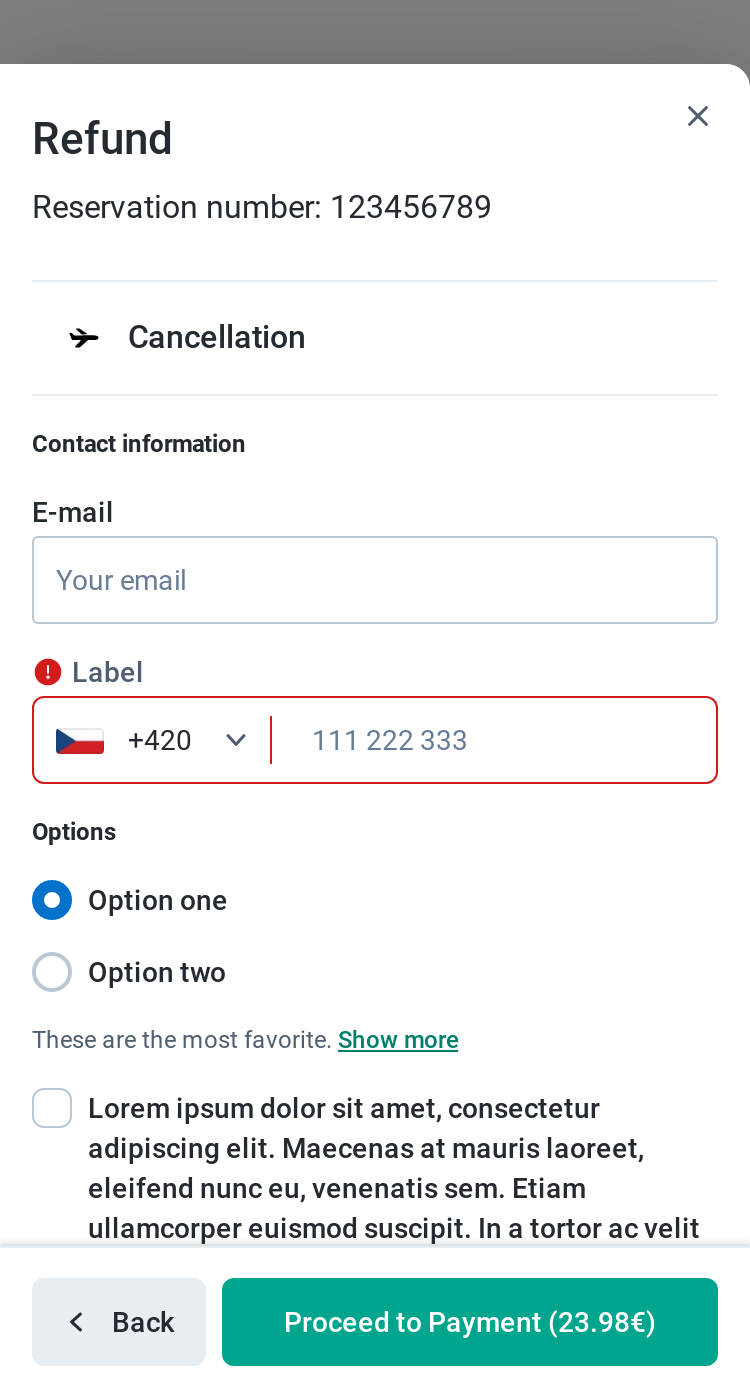 Refund
Reservation number: 123456789
Cancellation
Contact information
E-mail
Your email
Label
+420 111 222 333
Options
Option one
Option two
These are the most favorite. Show more
Lorem ipsum dolor sit amet, consectetur
adipiscing elit. Maecenas at mauris laoreet,
eleifend nunc eu, venenatis sem. Etiam
ullamcorper euismod suscipit. In a tortor ac velit
Back
Proceed to Payment (23.98€)